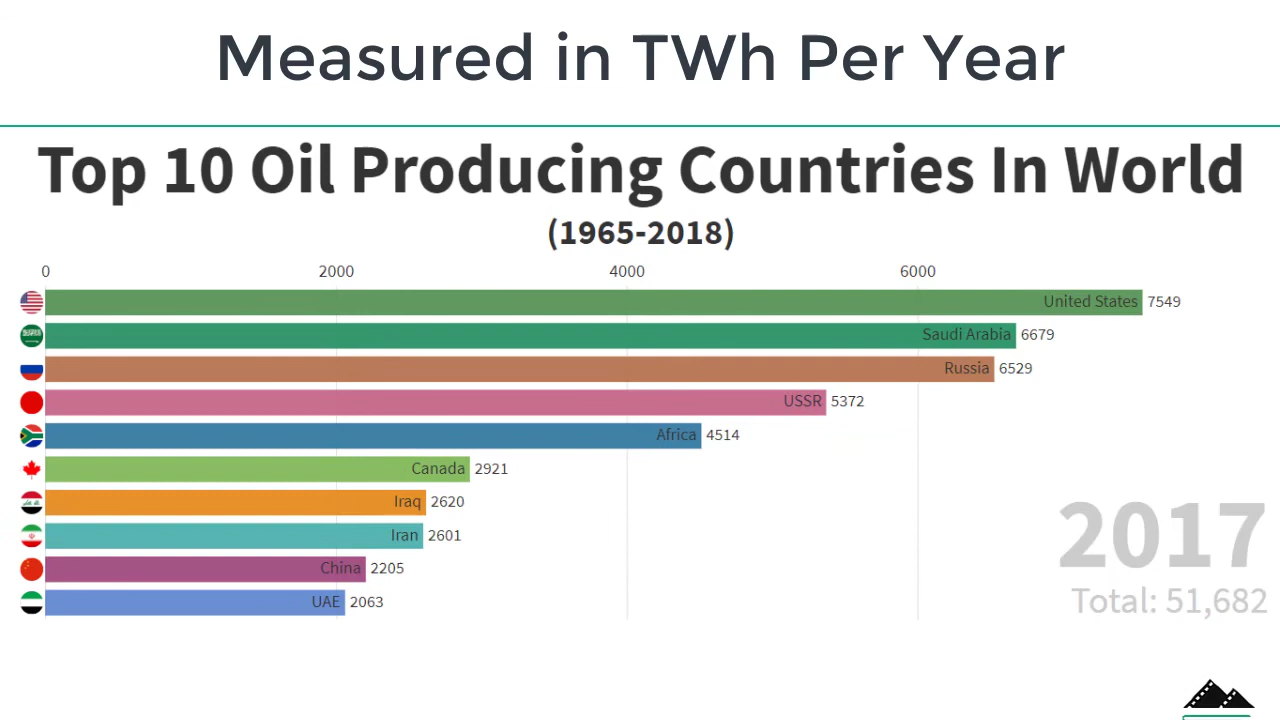 Measured in TWh Per Year
Top 10 Oil Producing Countries In World
(1965-2018)
0 2000 4000 6000
United States 7549
Saudi Arabia 6679
Russia 6529
USSR 5372
Africa 4514
Canada 2921
Iraq 2620
Iran 2601
China 2205
UAE 2063
2017
Total: 51,682